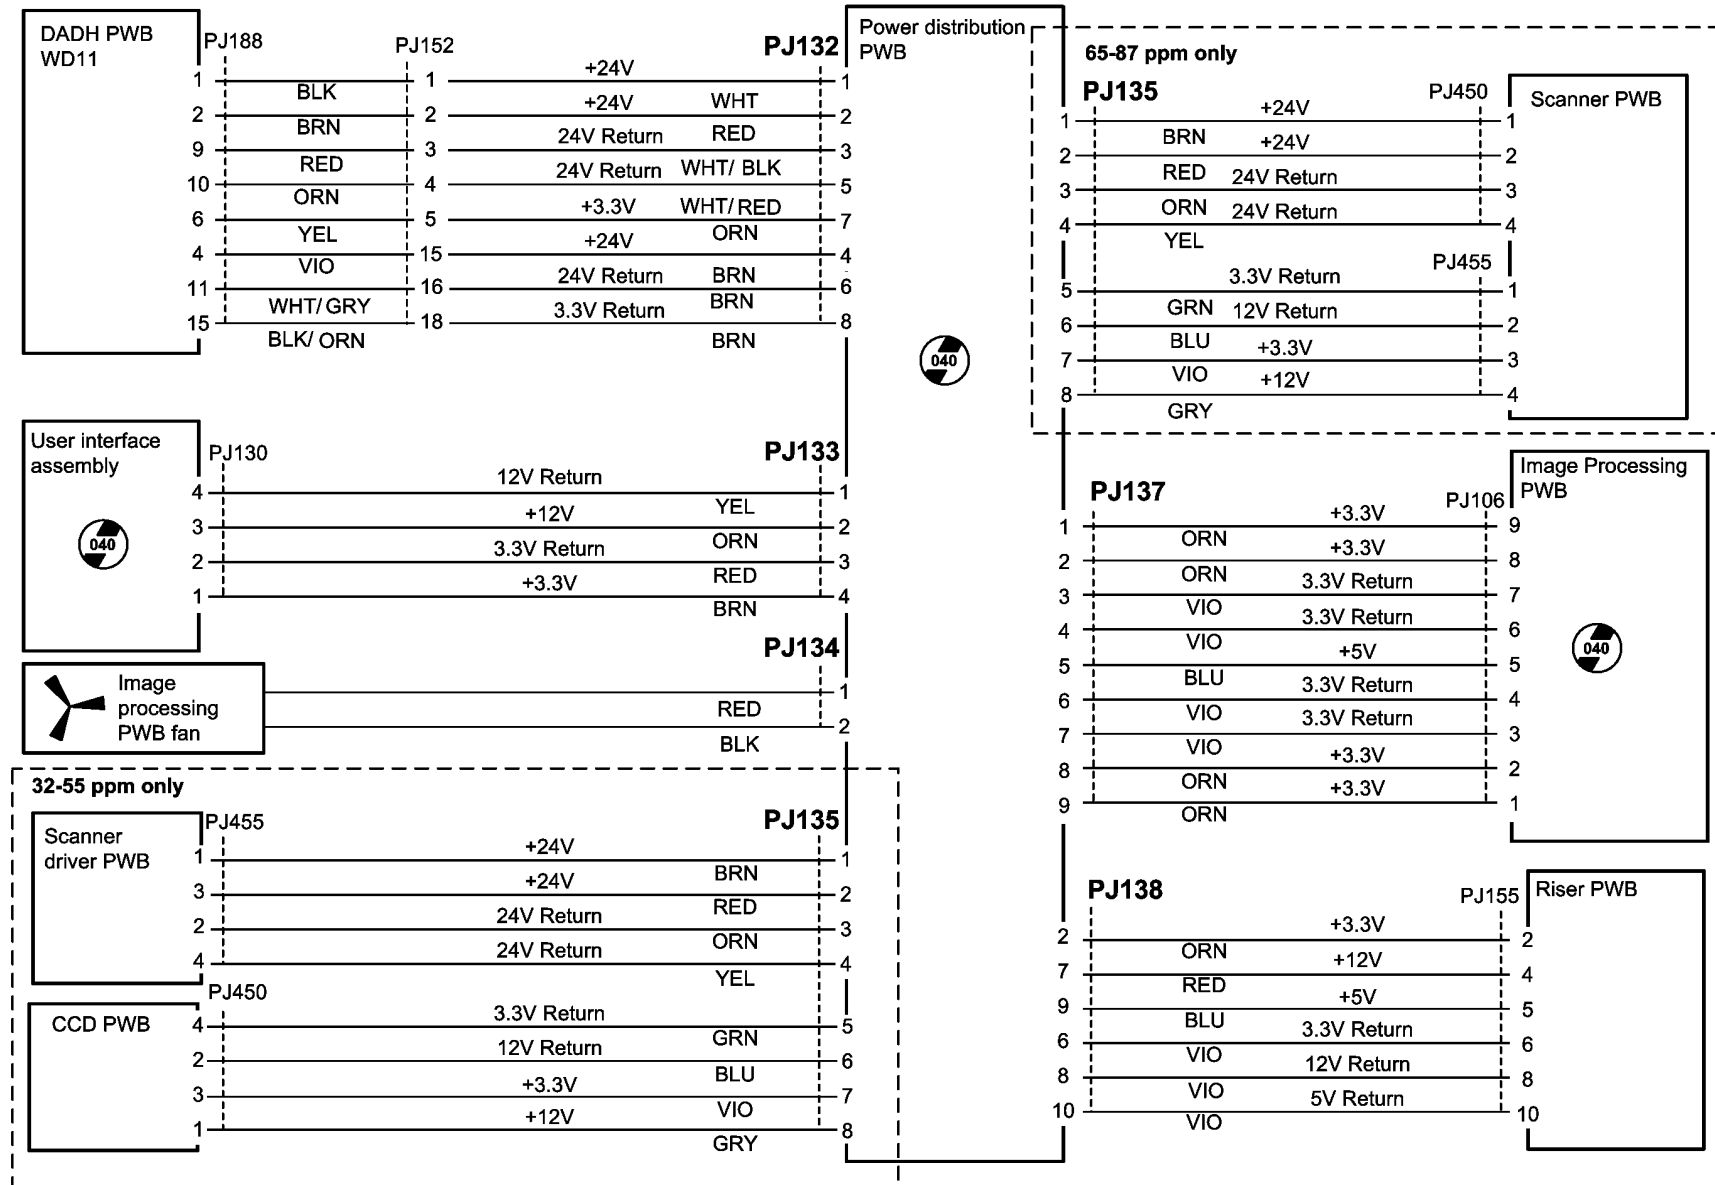 DADH PWB
WD11
PJ188
PJ152
PJ132
1 BLK 1 +24V WHT 1
2 BRN 2 +24V RED 2
9 RED 3 24V Return WHT/ BLK 3
10 ORN 4 24V Return WHT/ RED 5
6 YEL 5 +3.3V ORN 7
4 VIO 15 +24V 4
11 WHT/ GRY 16 24V Return BRN BRN 6
15 BLK/ ORN 18 3.3V Return BRN 8
Power distribution
PWB
040
User interface
assembly
040
PJ130
PJ133
4 12V Return YEL 1
3 +12V ORN 2
2 3.3V Return RED 3
1 +3.3V BRN 4
Image
processing
PWB fan
PJ134
RED 1
BLK 2
32-55 ppm only
Scanner
driver PWB
PJ455
PJ135
1 +24V BRN 1
3 +24V RED 2
2 24V Return ORN 3
4 24V Return YEL 4
CCD PWB
PJ450
4 3.3V Return GRN 5
2 12V Return BLU 6
3 +3.3V VIO 7
1 +12V GRY 8
65-87 ppm only
PJ135
PJ450
Scanner PWB
1 BRN +24V 1
2 RED +24V 2
3 ORN 24V Return 3
4 YEL 24V Return 4
PJ455
5 GRN 3.3V Return 1
6 BLU 12V Return 2
7 VIO +3.3V 3
8 GRY +12V 4
PJ137
PJ106
Image Processing
PWB
040
1 ORN +3.3V 9
2 ORN +3.3V 8
3 VIO 3.3V Return 7
4 VIO 3.3V Return 6
5 BLU +5V 5
6 VIO 3.3V Return 4
7 VIO 3.3V Return 3
8 ORN +3.3V 2
9 ORN +3.3V 1
PJ138
PJ155
Riser PWB
2 ORN +3.3V 2
7 RED +12V 4
9 BLU +5V 5
6 VIO 3.3V Return 6
8 VIO 12V Return 8
10 VIO 5V Return 10